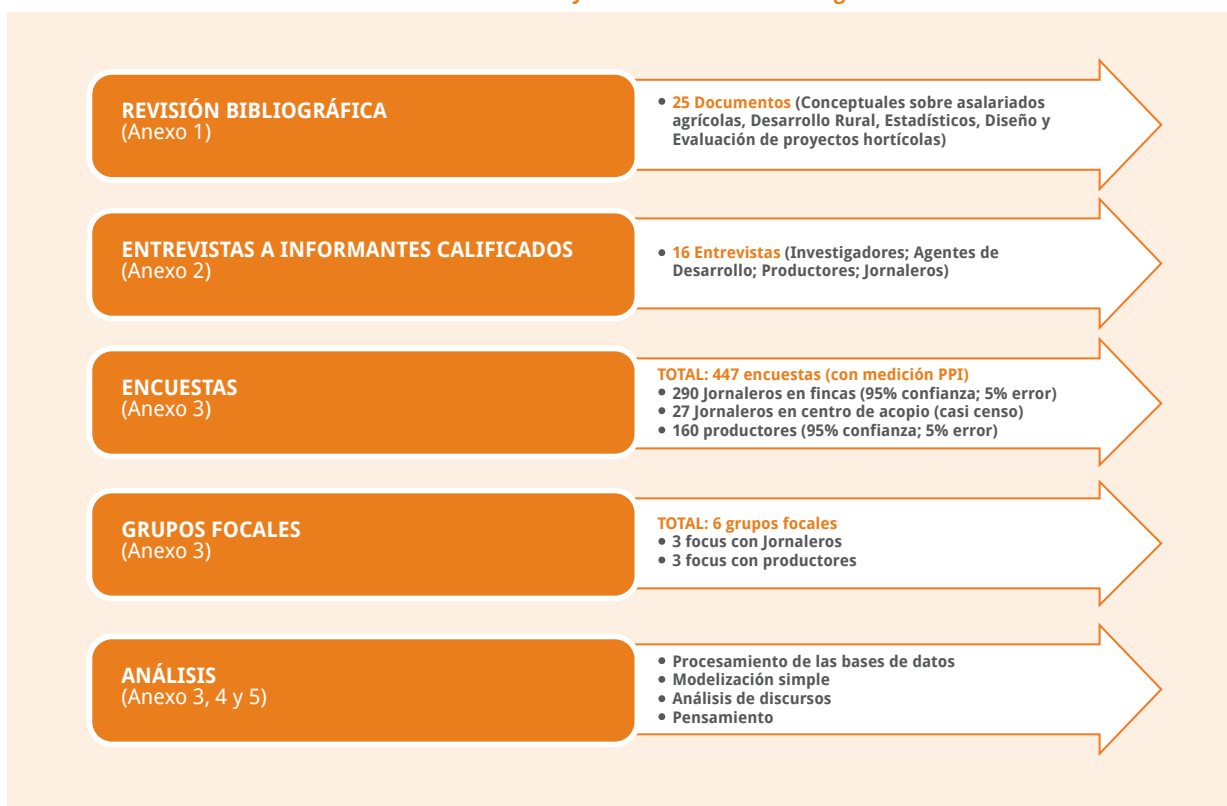 REVISIÓN BIBLIOGRÁFICA
(Anexo 1)
• 25 Documentos (Conceptuales sobre asalariados
agrícolas, Desarrollo Rural, Estadísticos, Diseño y
Evaluación de proyectos hortícolas)
ENTREVISTAS A INFORMANTES CALIFICADOS
(Anexo 2)
• 16 Entrevistas (Investigadores; Agentes de
Desarrollo; Productores; Jornaleros)
ENCUESTAS
(Anexo 3)
TOTAL: 447 encuestas (con medición PPI)
• 290 Jornaleros en fincas (95% confianza; 5% error)
• 27 Jornaleros en centro de acopio (casi censo)
• 160 productores (95% confianza; 5% error)
GRUPOS FOCALES
(Anexo 3)
TOTAL: 6 grupos focales
• 3 focus con Jornaleros
• 3 focus con productores
ANÁLISIS
(Anexo 3, 4 y 5)
• Procesamiento de las bases de datos
• Modelización simple
• Análisis de discursos
• Pensamiento